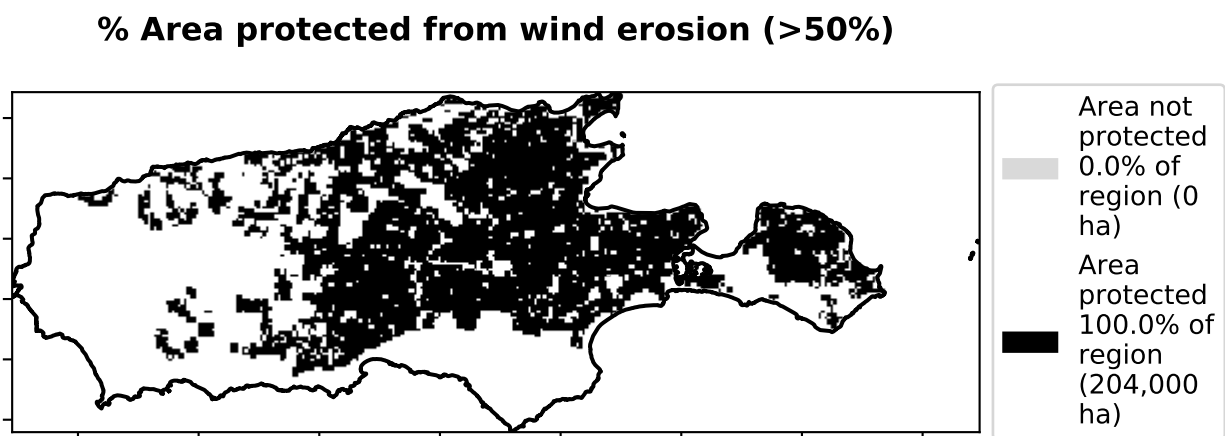 % Area protected from wind erosion (>50%)
Area not
protected
0.0% of
region (0
ha)
Area
protected
100.0% of
region
(204,000
ha)